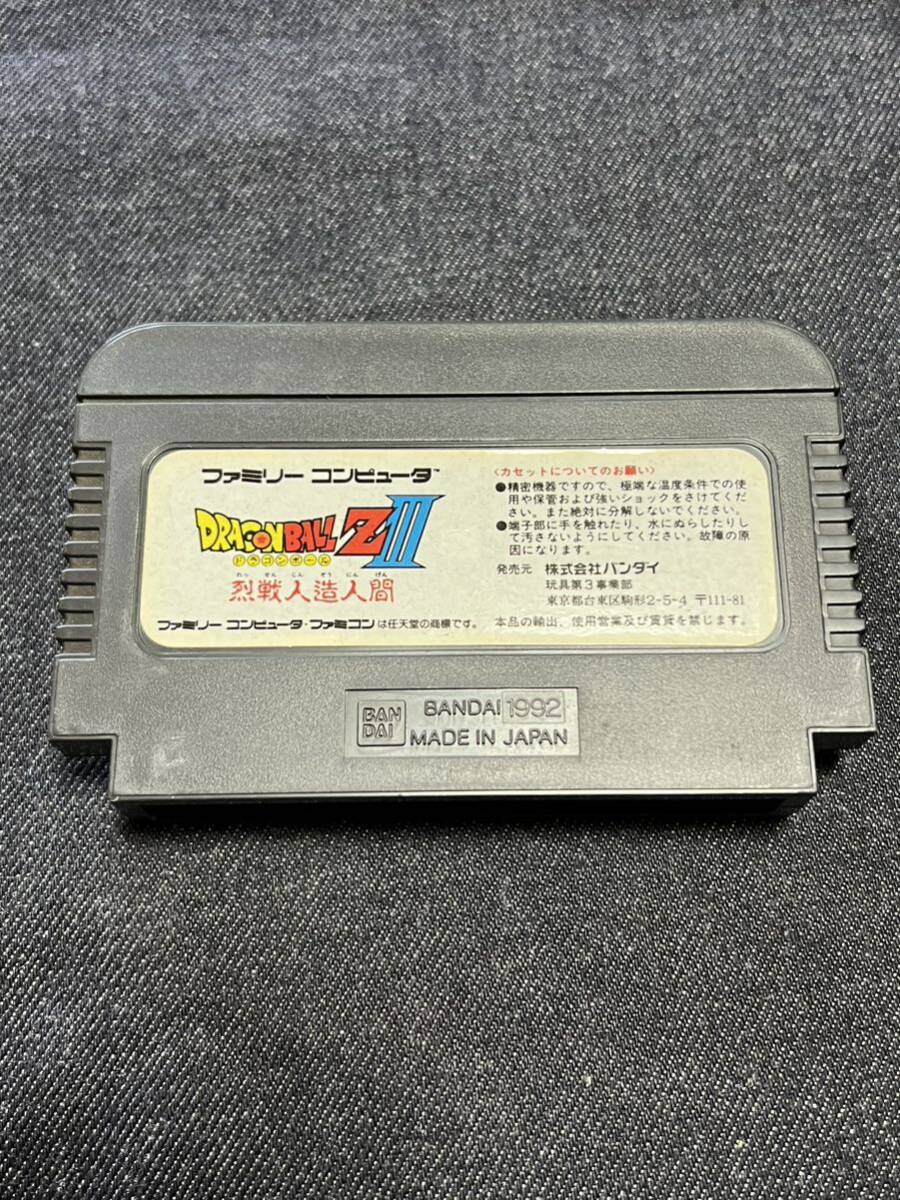 ファミリー コンピュータ™
DRAGONBALL Z III
ドラゴンボール
れっ せん じん ぞう にん げん
烈戦人造人間
ファミリー コンピュータ・ファミコンは任天堂の商標です。
〈カセットについてのお願い〉
●精密機器ですので、極端な温度条件での使
用や保管および強いショックをさけてくだ
さい。また絶対に分解しないでください。
●端子部に手を触れたり、水にぬらしたりし
て汚さないようにしてください。故障の原
因になります。
発売元 株式会社バンダイ
玩具第3事業部
東京都台東区駒形2-5-4 〒111-81
本品の輸出、使用営業及び賃貸を禁じます。
BAN
DAI
BANDAI 1992
MADE IN JAPAN